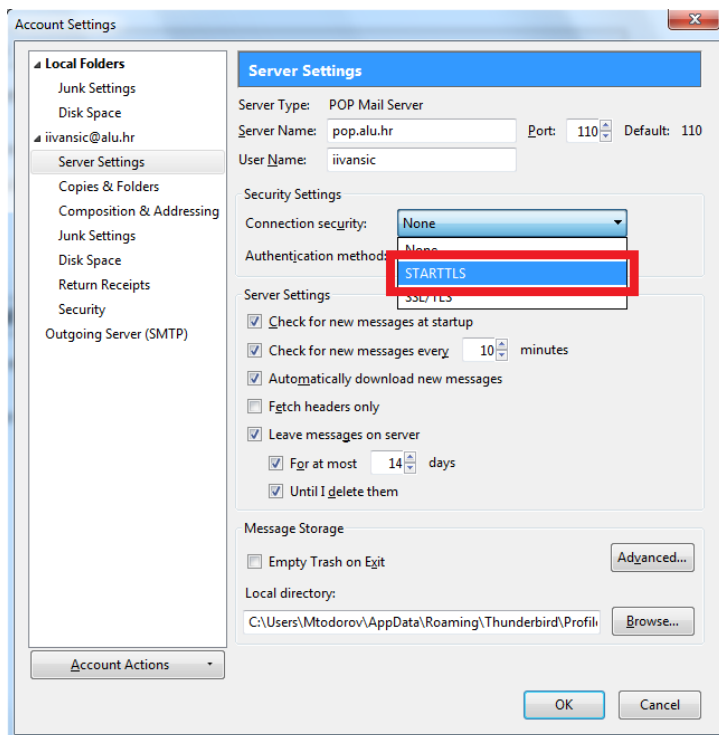 Account Settings
Local Folders
Junk Settings
Disk Space
iivansic@alu.hr
Server Settings
Copies & Folders
Composition & Addressing
Junk Settings
Disk Space
Return Receipts
Security
Outgoing Server (SMTP)
Account Actions
Server Settings
Server Type: POP Mail Server
Server Name: pop.alu.hr Port: 110 Default: 110
User Name: iivansic
Security Settings
Connection security: None
None
Authentication method:
STARTTLS
SSL/TLS
Server Settings
Check for new messages at startup
Check for new messages every 10 minutes
Automatically download new messages
Fetch headers only
Leave messages on server
For at most 14 days
Until I delete them
Message Storage
Empty Trash on Exit Advanced...
Local directory:
C:\Users\Mtodorov\AppData\Roaming\Thunderbird\Profil Browse...
OK Cancel